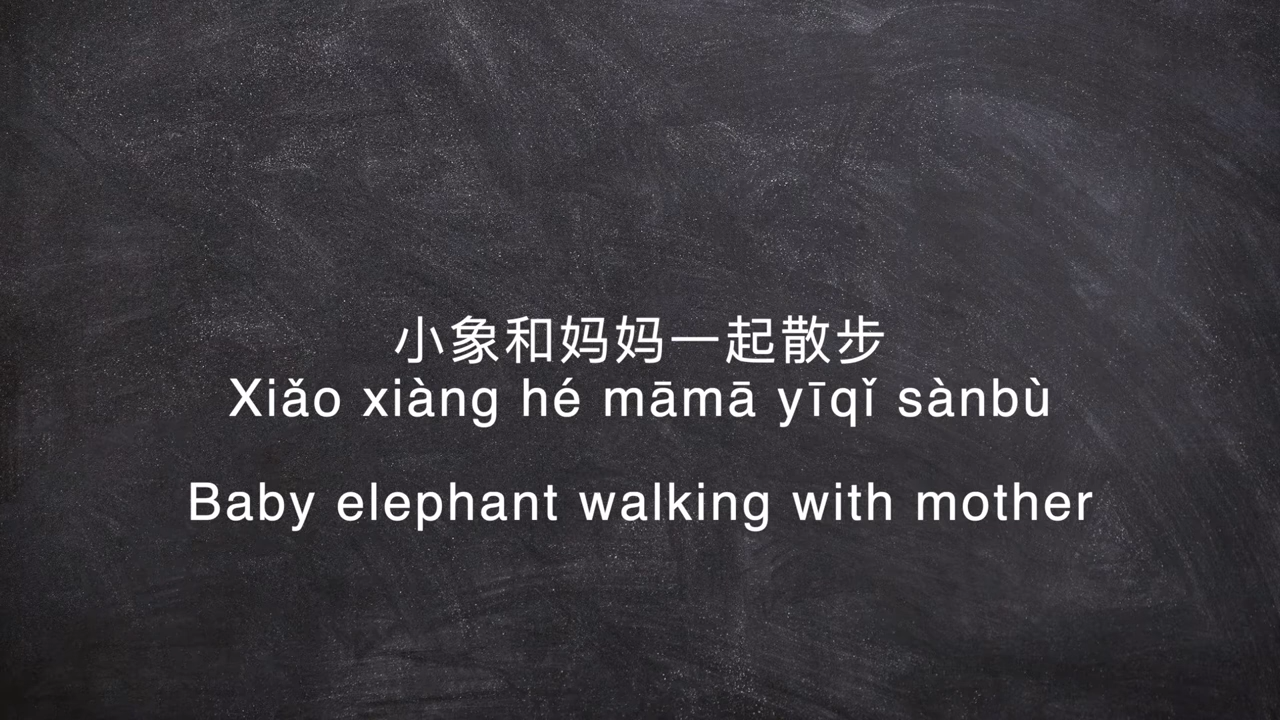 小象和妈妈一起散步
Xiǎo xiàng hé māmā yīqǐ sànbù
Baby elephant walking with mother